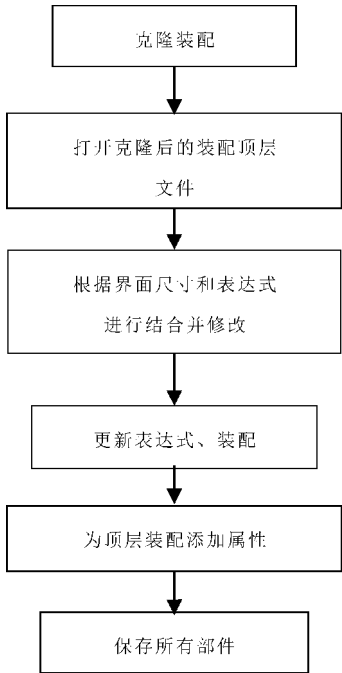 克隆装配
打开克隆后的装配顶层
文件
根据界面尺寸和表达式
进行结合并修改
更新表达式、装配
为顶层装配添加属性
保存所有部件